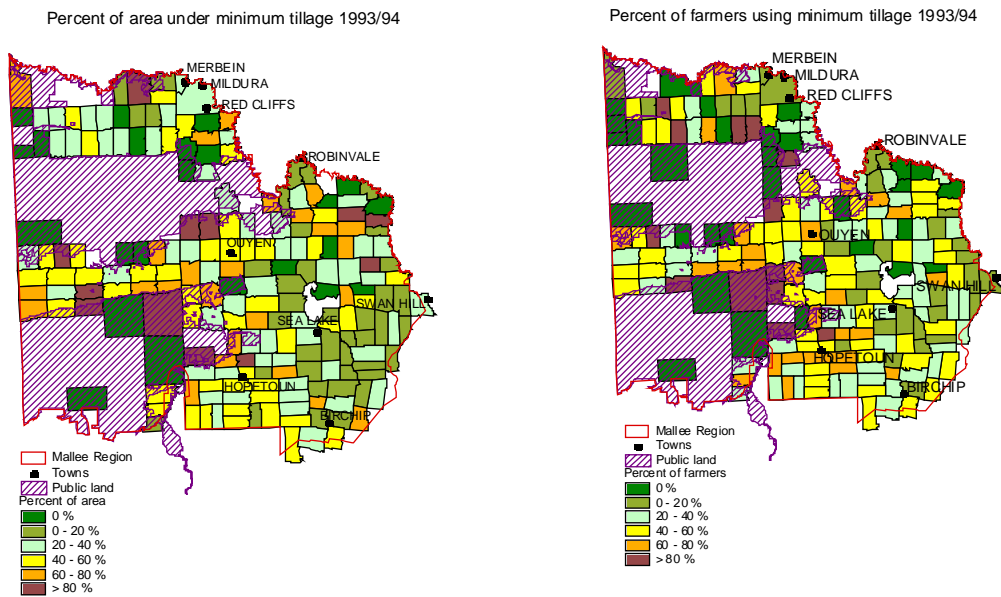 Percent of area under minimum tillage 1993/94
MERBEIN
MILDURA
RED CLIFFS
ROBINVALE
OUYEN
SWAN HILL
SEA LAKE
HOPETOUN
BIRCHIP
Mallee Region
Towns
Public land
Percent of area
0 %
0 - 20 %
20 - 40 %
40 - 60 %
60 - 80 %
> 80 %
Percent of farmers using minimum tillage 1993/94
MERBEIN
MILDURA
RED CLIFFS
ROBINVALE
OUYEN
SWAN HILL
SEA LAKE
HOPETOUN
BIRCHIP
Mallee Region
Towns
Public land
Percent of farmers
0 %
0 - 20 %
20 - 40 %
40 - 60 %
60 - 80 %
> 80 %